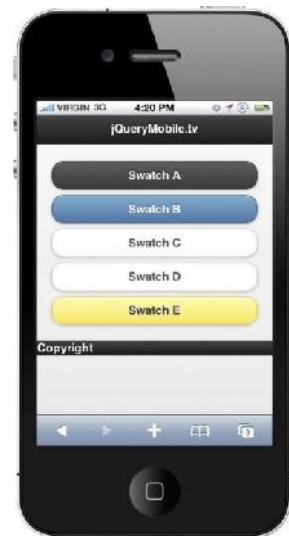 VIRGIN 3G 4:20 PM
jQueryMobile.tv
Swatch A
Swatch B
Swatch C
Swatch D
Swatch E
Copyright